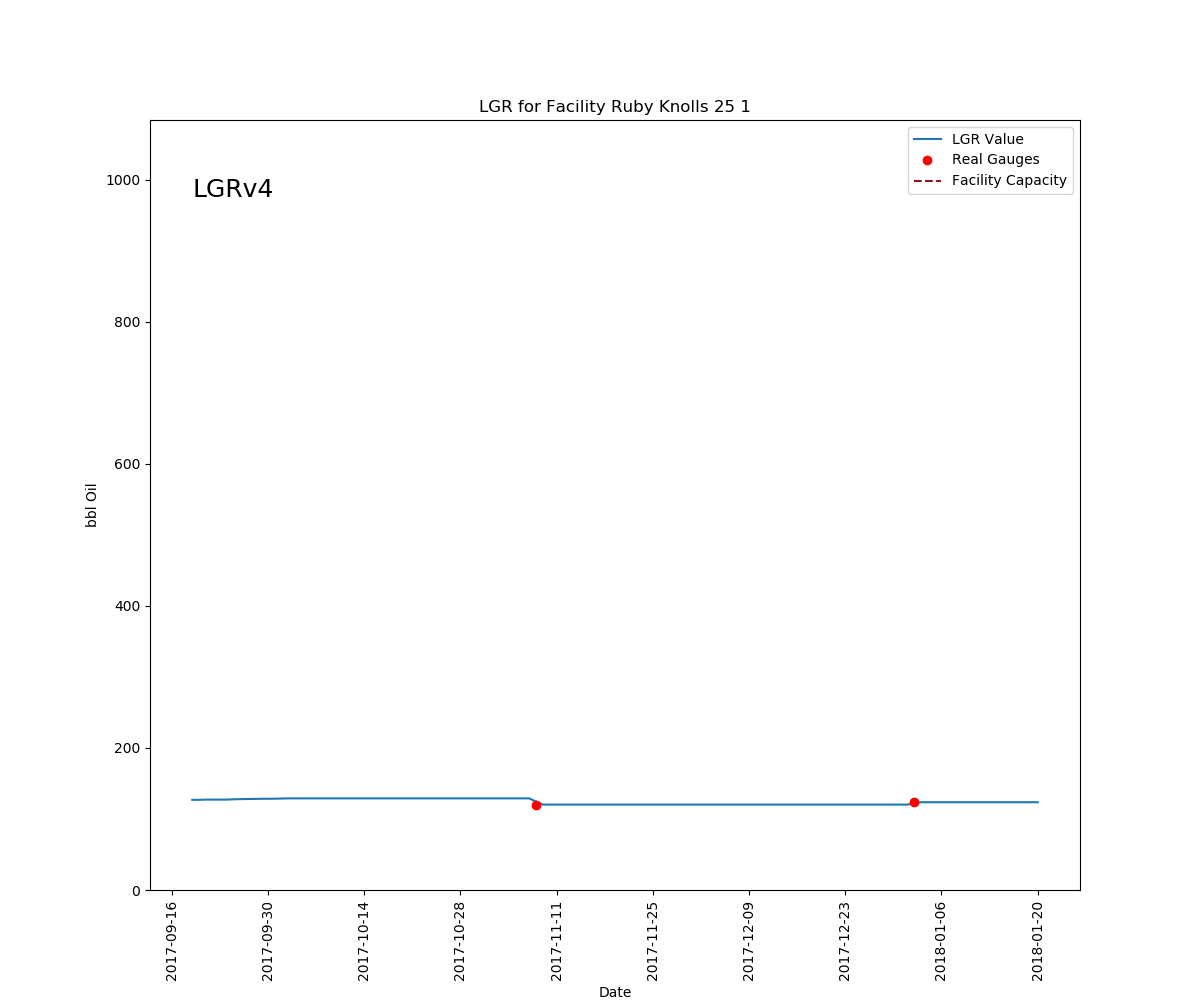 LGR for Facility Ruby Knolls 25 1
LGR Value
Real Gauges
Facility Capacity
LGRv4
1000
800
600
400
200
0
bbl Oil
2017-09-16
2017-09-30
2017-10-14
2017-10-28
2017-11-11
2017-11-25
2017-12-09
2017-12-23
2018-01-06
2018-01-20
Date